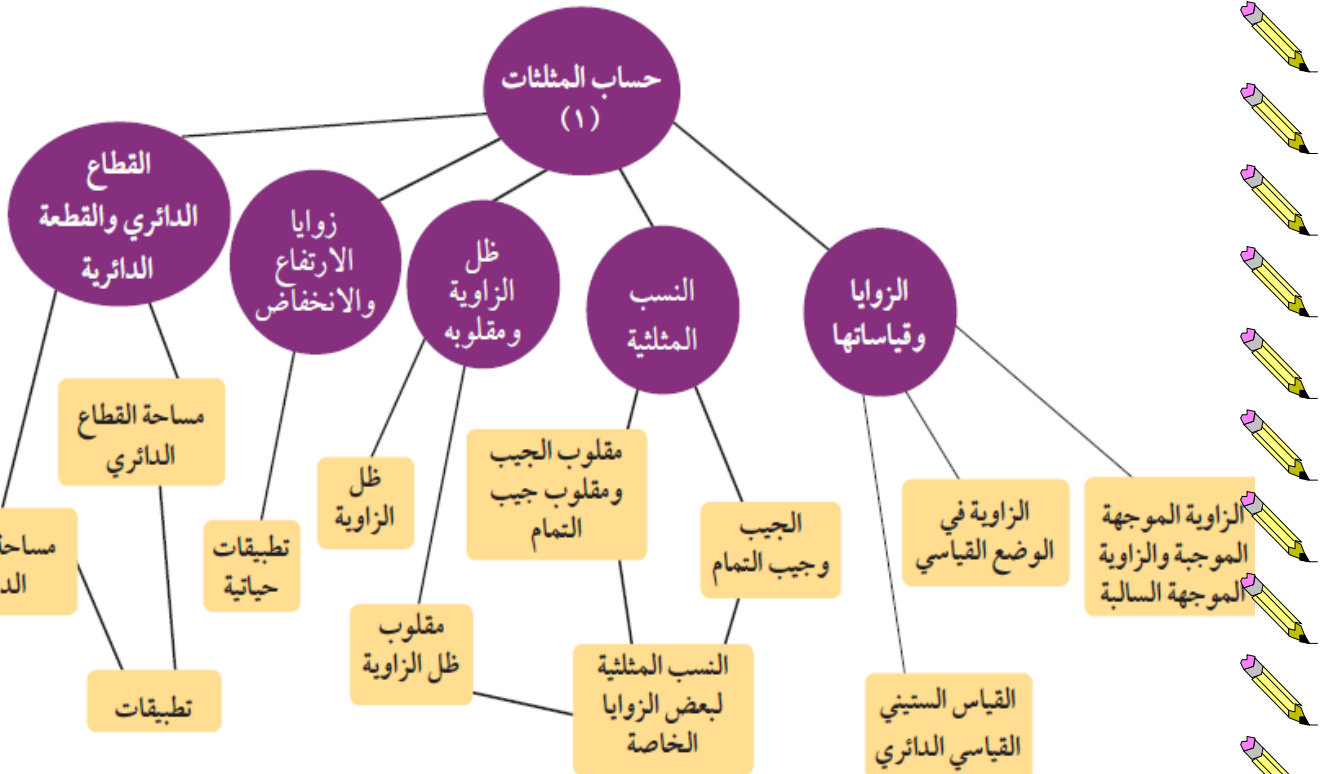 حساب المثلثات
(١)
الزوايا
وقياساتها
النسب
المثلثية
ظل
الزاوية
ومقلوبه
زوايا
الارتفاع
والانخفاض
القطاع
الدائري والقطعة
الدائرية
الزاوية الموجهة
الموجبة والزاوية
الموجهة السالبة
الزاوية في
الوضع القياسي
القياس الستيني
القياسي الدائري
الجيب
وجيب التمام
مقلوب الجيب
ومقلوب جيب
التمام
النسب المثلثية
لبعض الزوايا
الخاصة
ظل
الزاوية
مقلوب
ظل الزاوية
تطبيقات
حياتية
مساحة القطاع
الدائري
تطبيقات